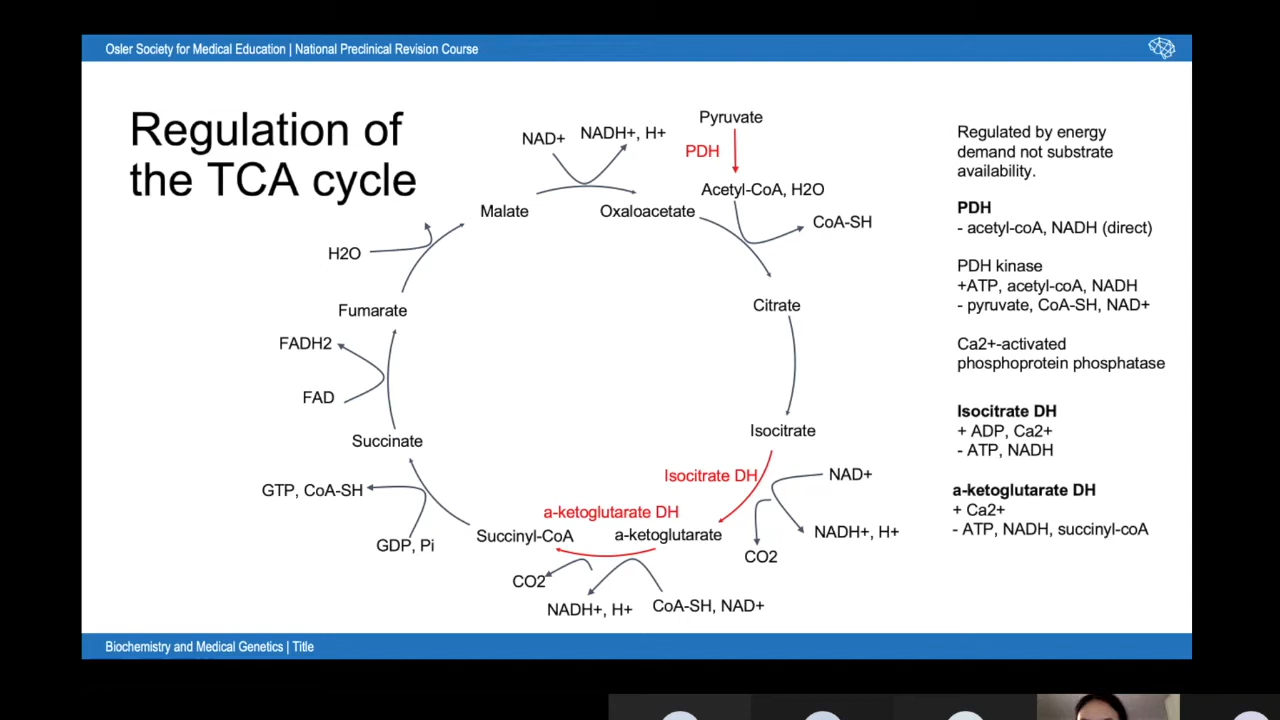 Osler Society for Medical Education | National Preclinical Revision Course
Regulation of
the TCA cycle
Pyruvate
PDH
Acetyl-CoA, H2O
CoA-SH
NAD+
NADH+, H+
Malate
Oxaloacetate
H2O
Citrate
Fumarate
FADH2
FAD
Isocitrate
Succinate
Isocitrate DH
NAD+
GTP, CoA-SH
a-ketoglutarate DH
Succinyl-CoA
a-ketoglutarate
NADH+, H+
GDP, Pi
CO2
CO2
NADH+, H+
CoA-SH, NAD+
Regulated by energy
demand not substrate
availability.
PDH
- acetyl-coA, NADH (direct)
PDH kinase
+ATP, acetyl-coA, NADH
- pyruvate, CoA-SH, NAD+
Ca2+-activated
phosphoprotein phosphatase
Isocitrate DH
+ ADP, Ca2+
- ATP, NADH
a-ketoglutarate DH
+ Ca2+
- ATP, NADH, succinyl-coA
Biochemistry and Medical Genetics | Title